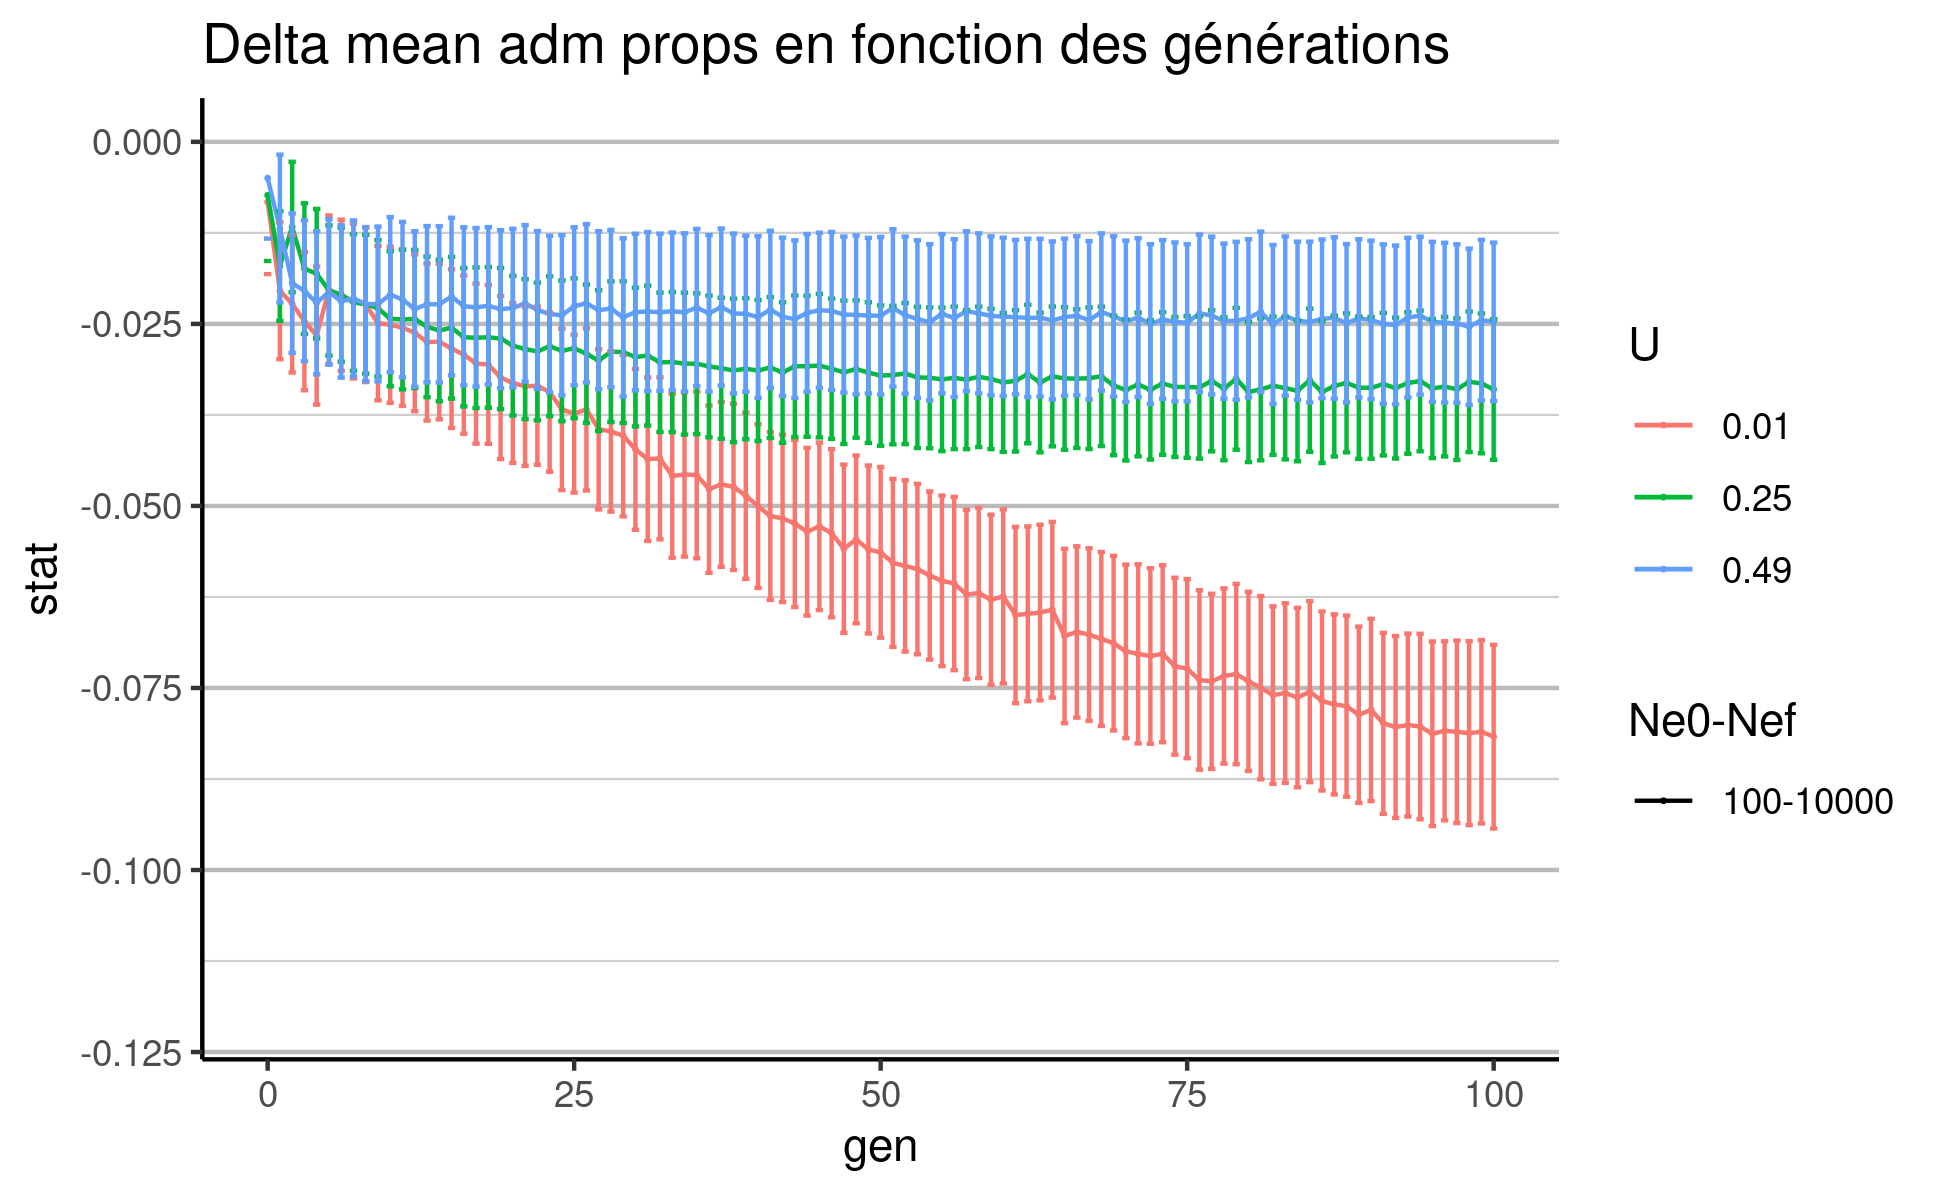 Delta mean adm props en fonction des générations
0.000
-0.025
-0.050
-0.075
-0.100
-0.125
stat
0 25 50 75 100
gen
U
0.01
0.25
0.49
Ne0-Nef
100-10000